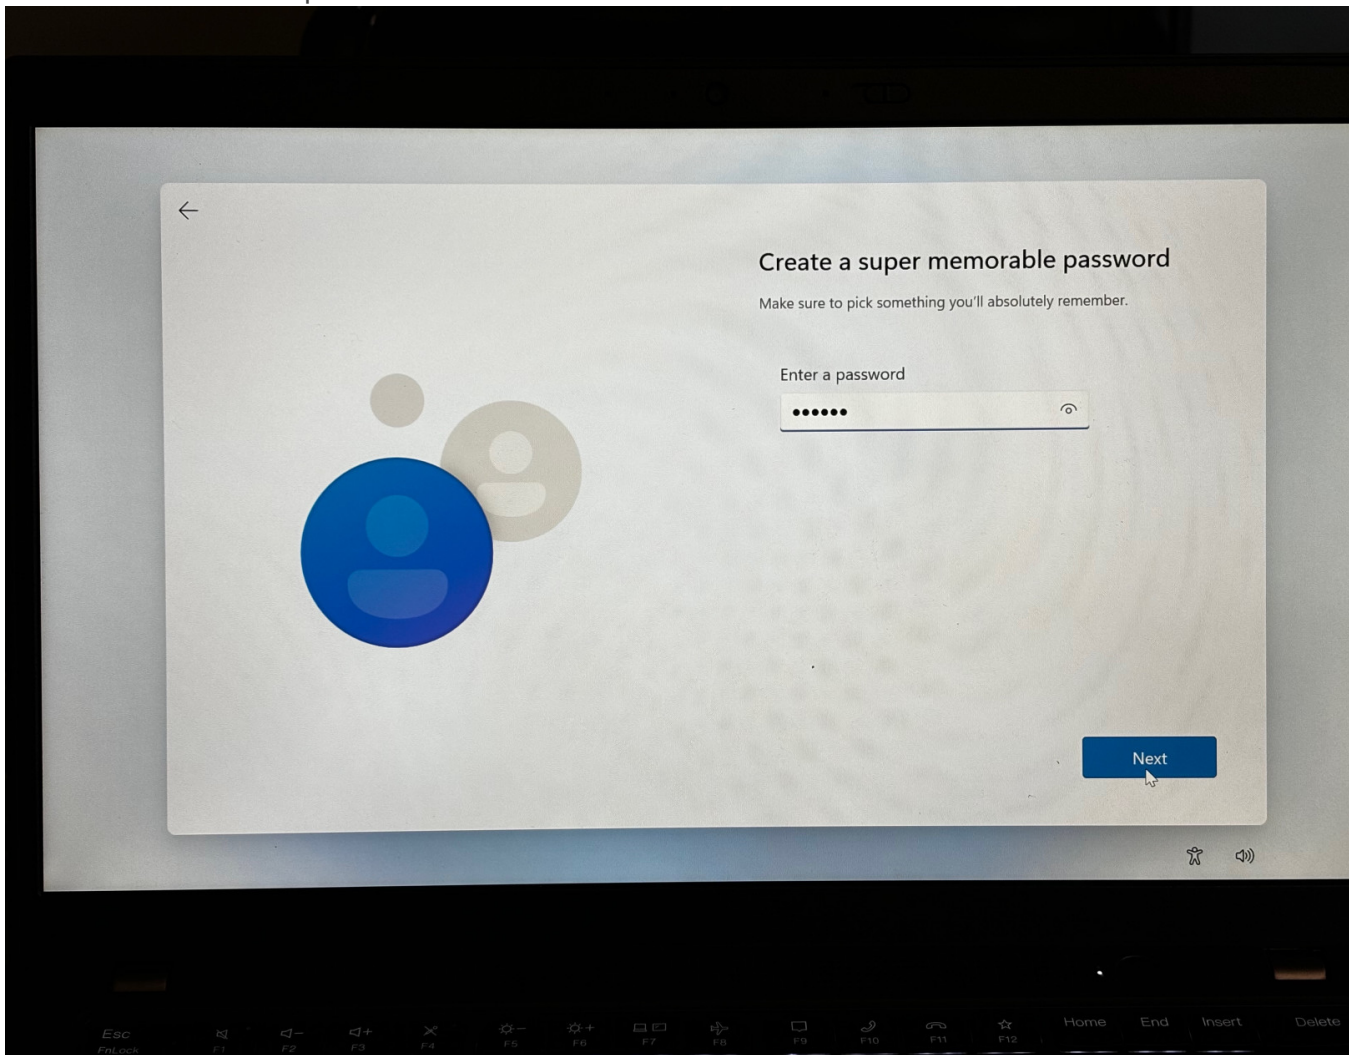 Create a super memorable password
Make sure to pick something you'll absolutely remember.
Enter a password
••••••
Next
Esc
FnLock
F1 F2 F3 F4 F5 F6 F7 F8 F9 F10 F11 F12
Home End Insert Delete